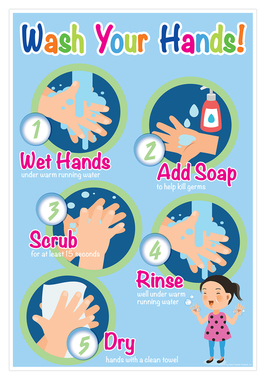 Wash Your Hands!
1
Wet Hands
under warm running water
2
Add Soap
to help kill germs
3
Scrub
for at least 15 seconds
4
Rinse
well under warm
running water
5
Dry
hands with a clean towel